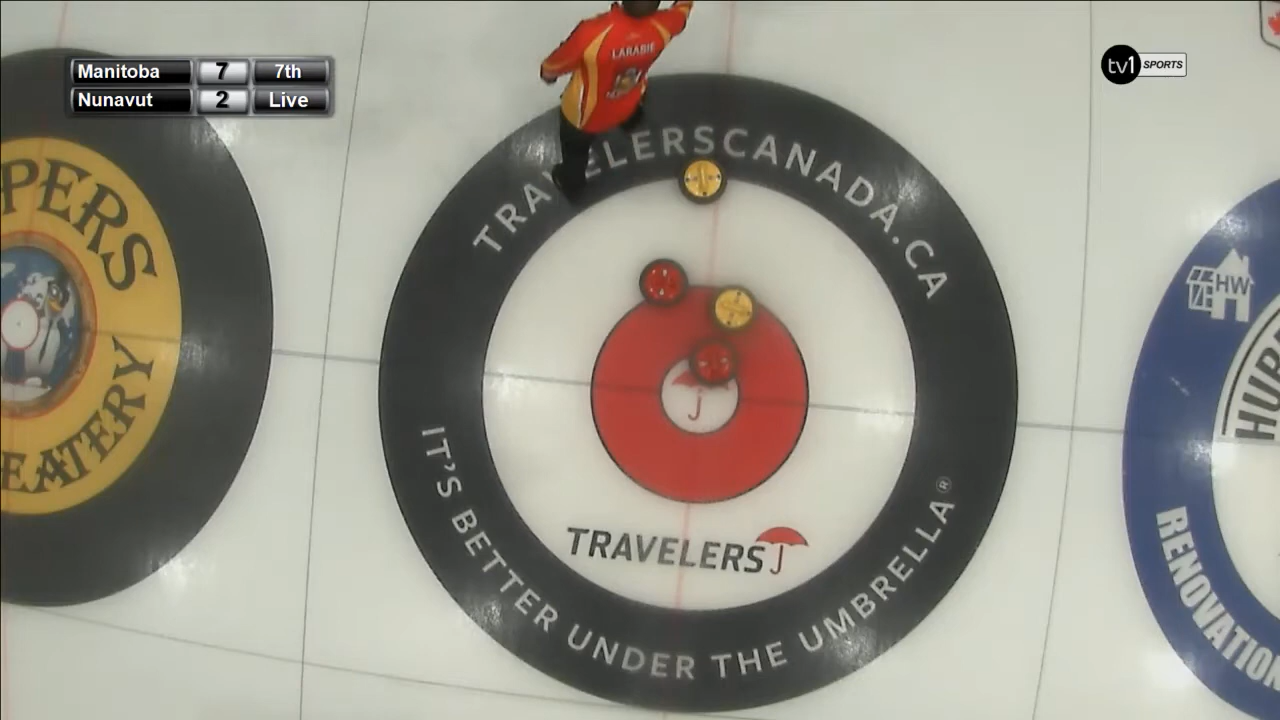 Manitoba 7 7th
Nunavut 2 Live
tv1 SPORTS
LARABIE
TRAVELERSCANADA.CA
IT'S BETTER UNDER THE UMBRELLA®
TRAVELERS
PERS
EATERY
HW
HUR
RENOVATION